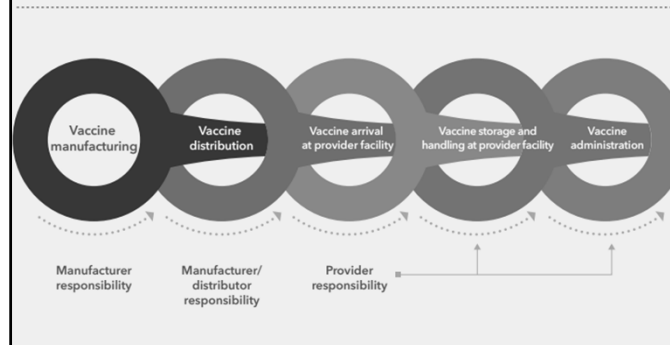 Vaccine
manufacturing
Vaccine
distribution
Vaccine arrival
at provider facility
Vaccine storage and
handling at provider facility
Vaccine
administration
Manufacturer
responsibility
Manufacturer/
distributor
responsibility
Provider
responsibility